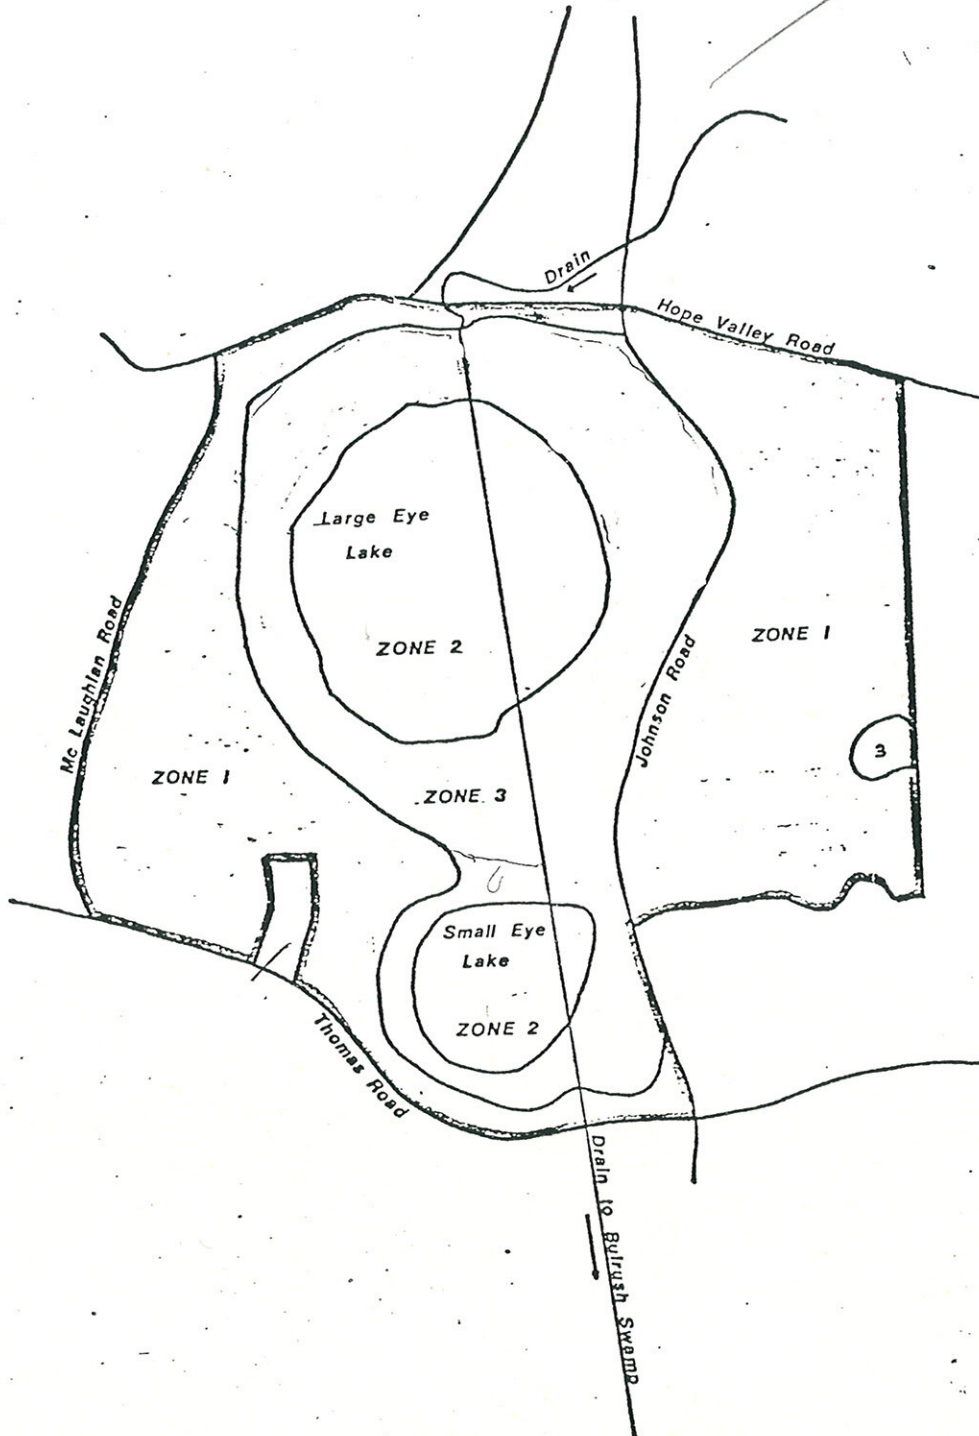 Drain
Hope Valley Road
Large Eye
Lake
ZONE 2
Mc Laughlan Road
Johnson Road
ZONE 1
3
ZONE 1
ZONE 3
Small Eye
Lake
ZONE 2
Thomas Road
Drain to Bulrush Swamp